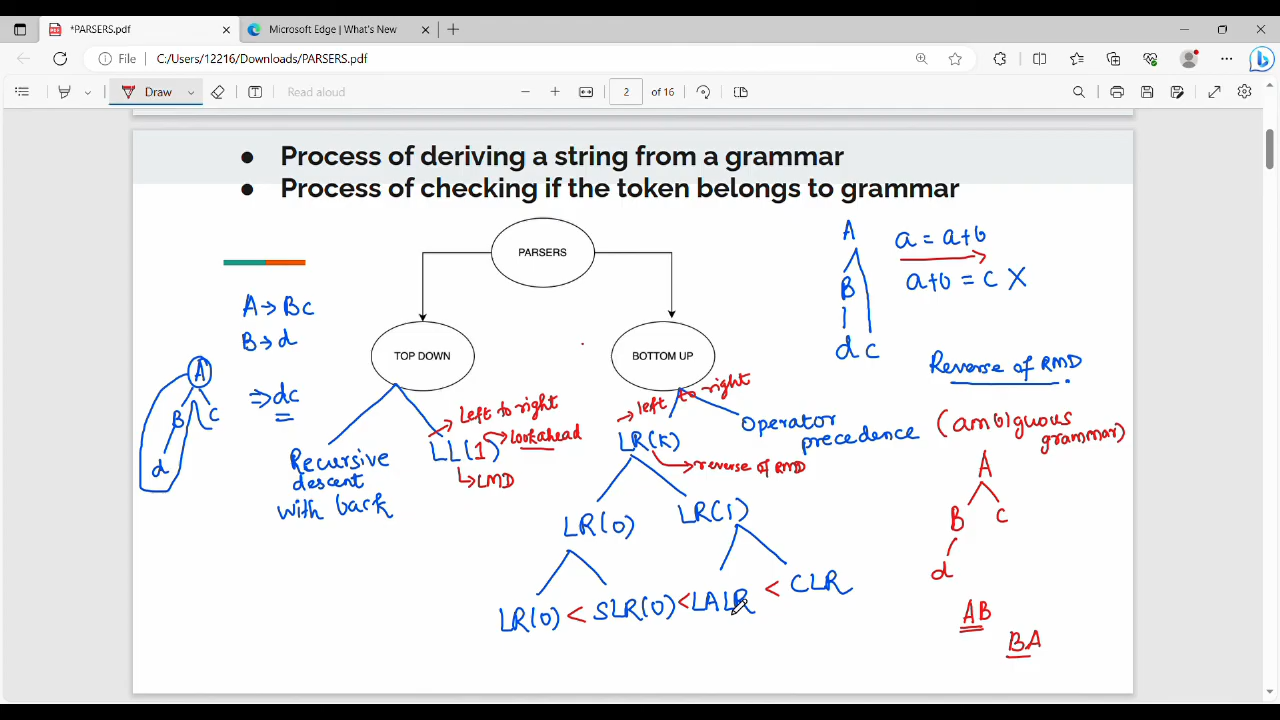 *PARSERS.pdf
Microsoft Edge | What's New
File
C:/Users/12216/Downloads/PARSERS.pdf
Draw
Read aloud
2
of 16
Process of deriving a string from a grammar
Process of checking if the token belongs to grammar
PARSERS
TOP DOWN
BOTTOM UP
A → Bc
B → d
⇒ dc
A
B C
d
Left to right
LL(1)
lookahead
LMD
Recursive
descent
with back
left to right
LR(K)
reverse of RMD
Operator
precedence
LR(0)
LR(1)
LR(0) < SLR(0) < LALR < CLR
A
B
d c
a = a+b
a+b = c X
Reverse of RMD
(ambiguous
grammar)
A
B C
d
AB
BA